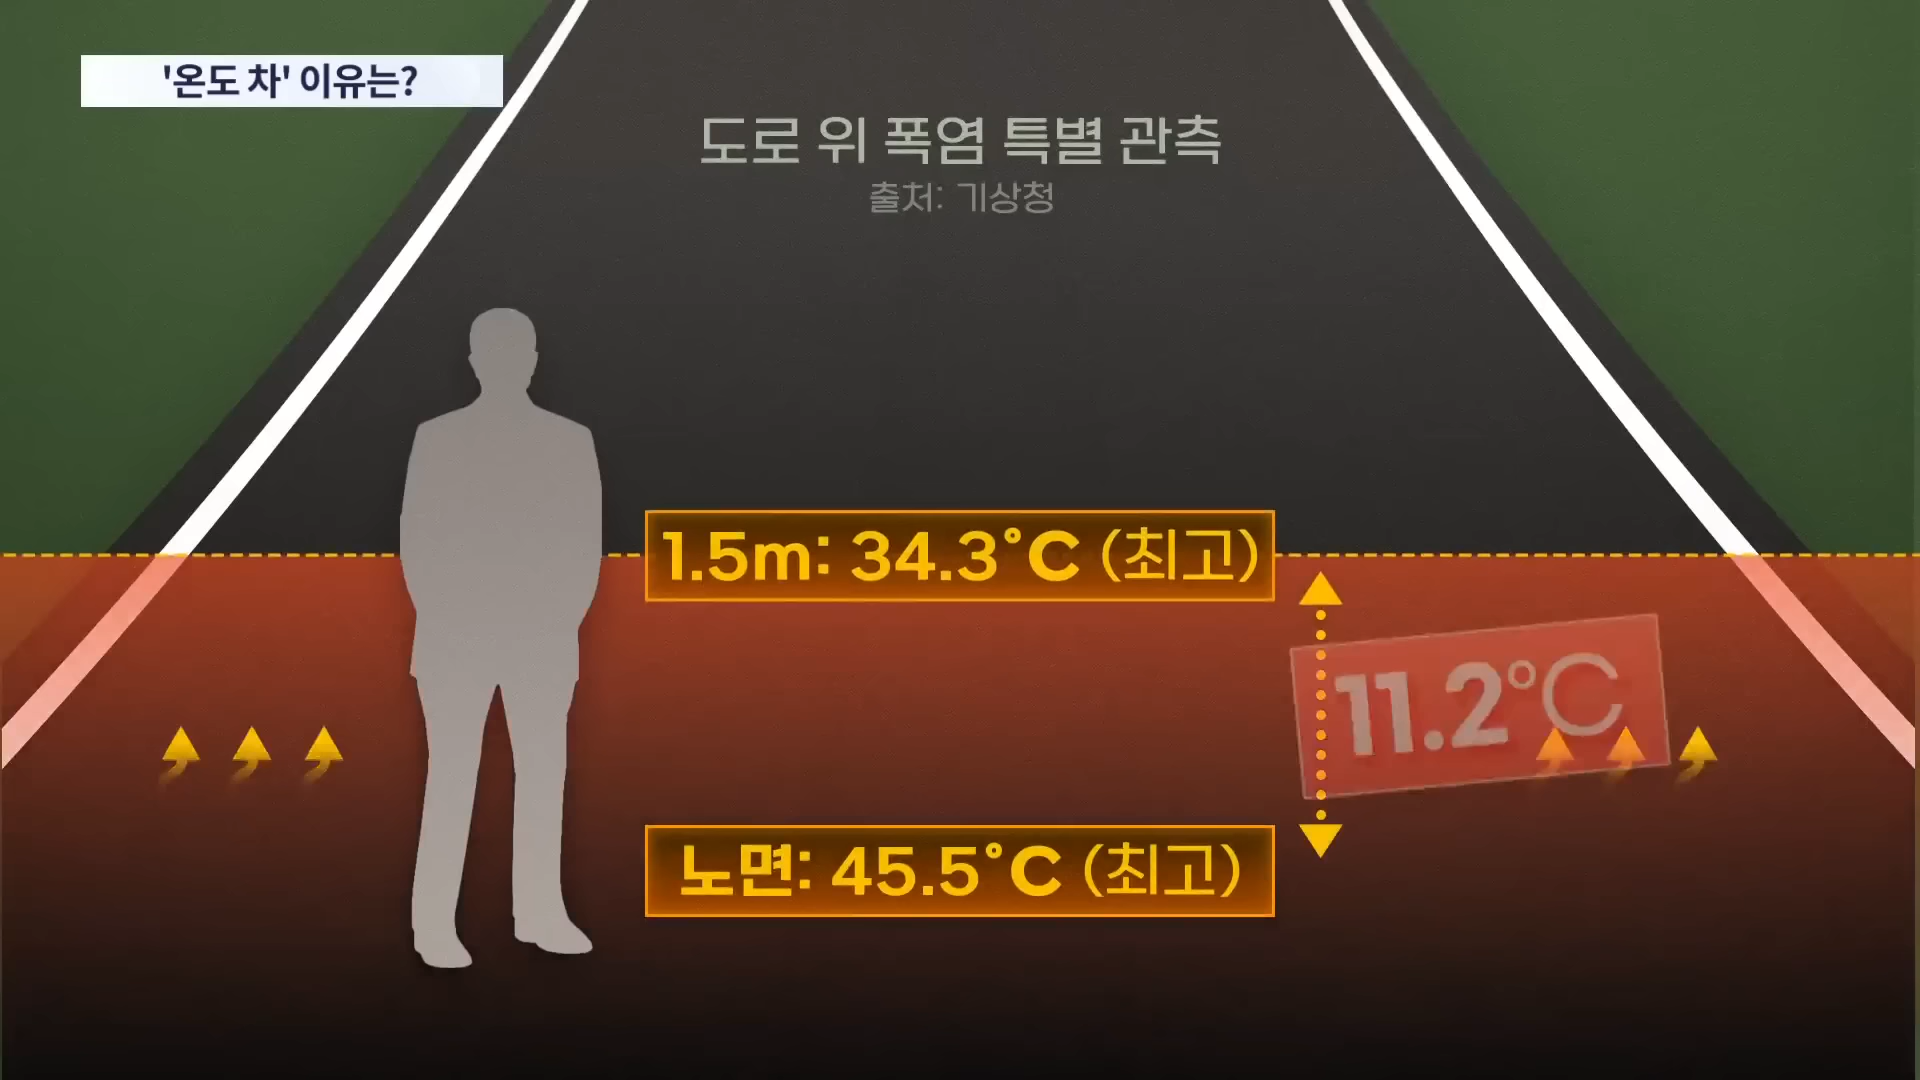 '온도 차' 이유는?
도로 위 폭염 특별 관측
출처: 기상청
1.5m: 34.3°C (최고)
11.2°C
노면: 45.5°C (최고)